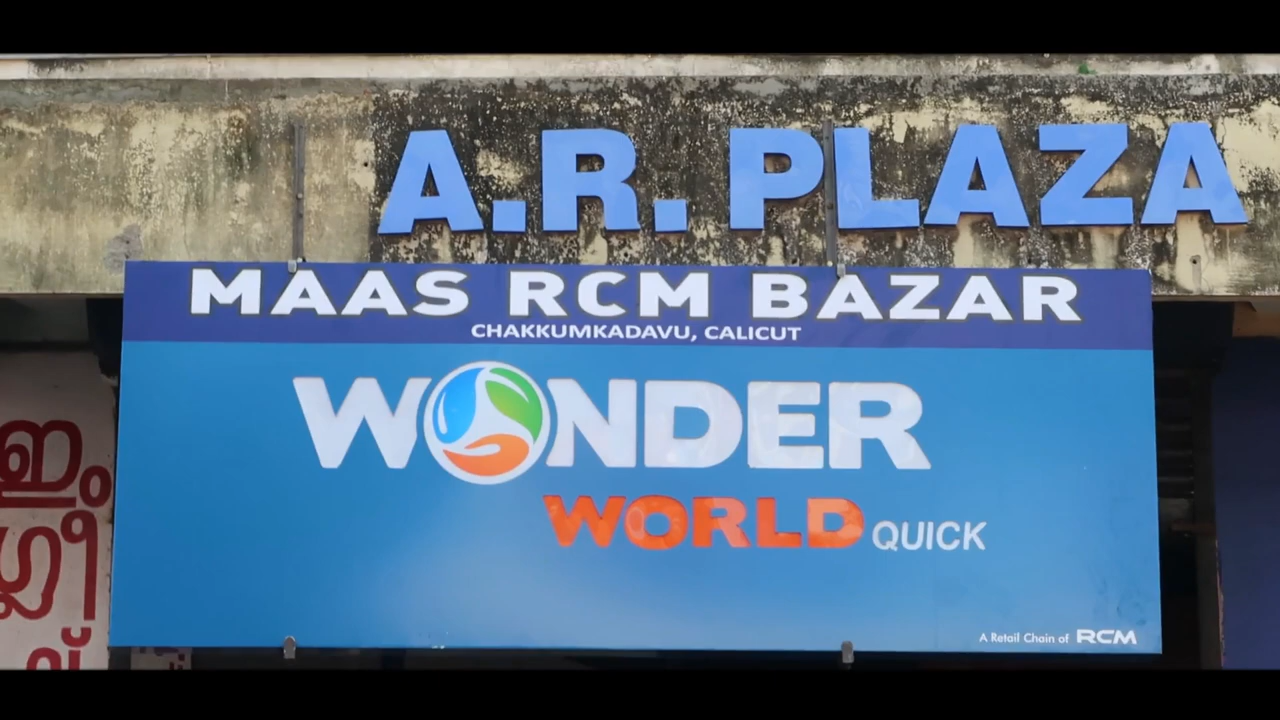 A.R. PLAZA
MAAS RCM BAZAR
CHAKKUMKADAVU, CALICUT
WONDER
WORLD QUICK
A Retail Chain of RCM